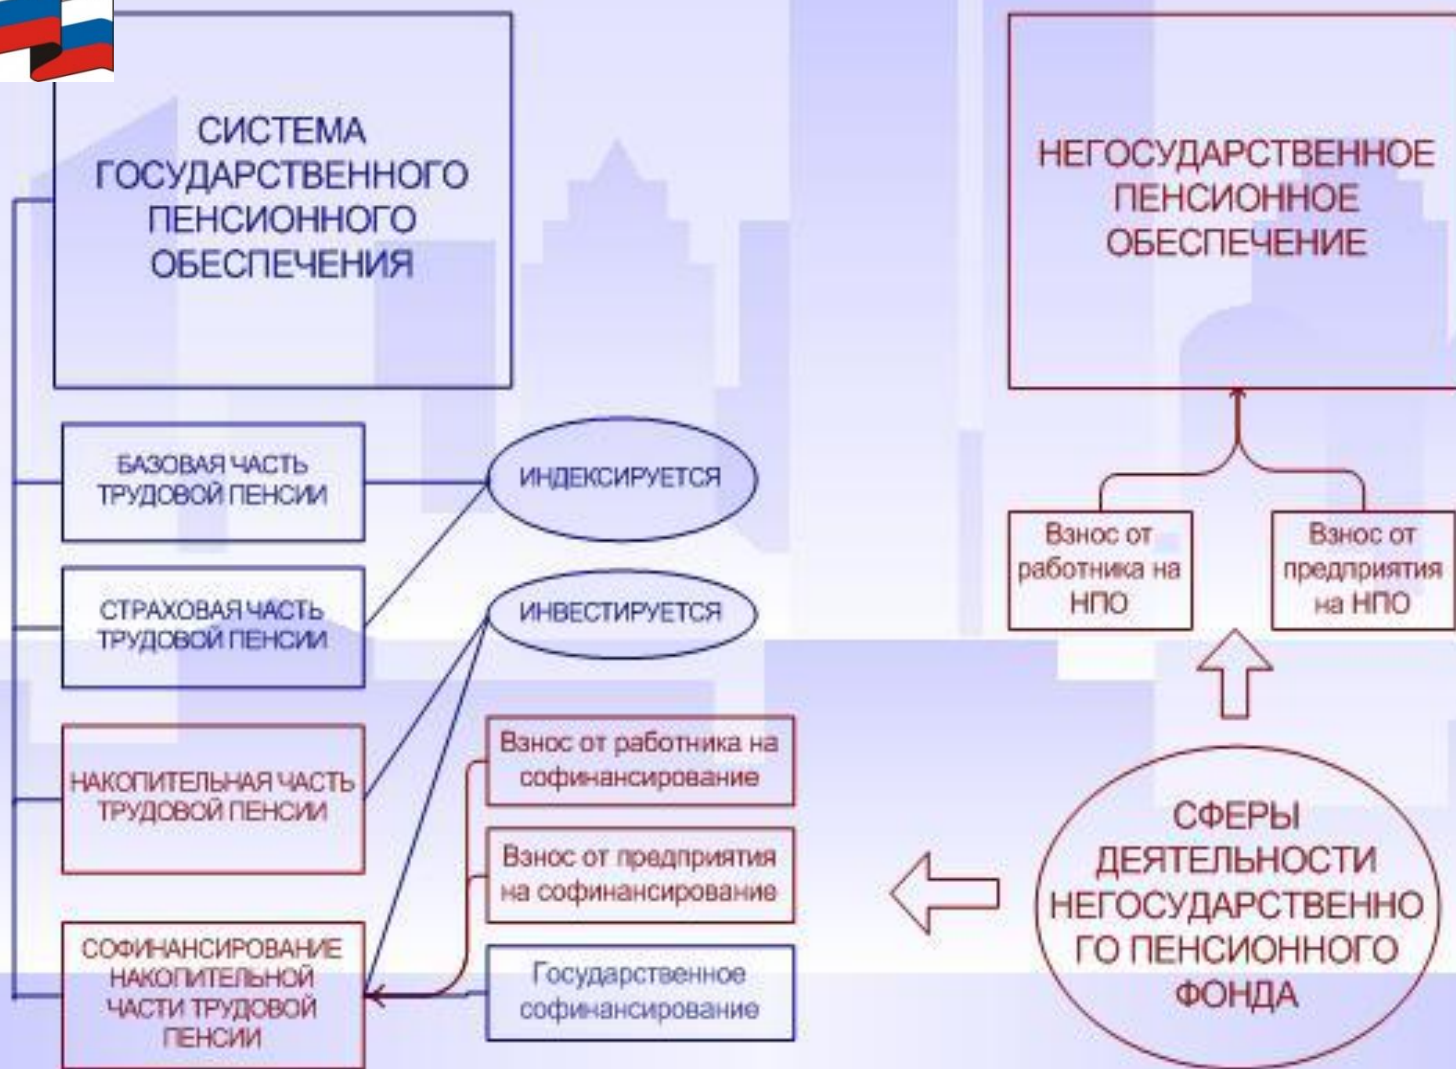 СИСТЕМА
ГОСУДАРСТВЕННОГО
ПЕНСИОННОГО
ОБЕСПЕЧЕНИЯ
НЕГОСУДАРСТВЕННОЕ
ПЕНСИОННОЕ
ОБЕСПЕЧЕНИЕ
БАЗОВАЯ ЧАСТЬ
ТРУДОВОЙ ПЕНСИИ
ИНДЕКСИРУЕТСЯ
СТРАХОВАЯ ЧАСТЬ
ТРУДОВОЙ ПЕНСИИ
ИНВЕСТИРУЕТСЯ
Взнос от
работника на
НПО
Взнос от
предприятия
на НПО
НАКОПИТЕЛЬНАЯ ЧАСТЬ
ТРУДОВОЙ ПЕНСИИ
Взнос от работника на
софинансирование
Взнос от предприятия
на софинансирование
СОФИНАНСИРОВАНИЕ
НАКОПИТЕЛЬНОЙ
ЧАСТИ ТРУДОВОЙ
ПЕНСИИ
Государственное
софинансирование
СФЕРЫ
ДЕЯТЕЛЬНОСТИ
НЕГОСУДАРСТВЕННО
ГО ПЕНСИОННОГО
ФОНДА